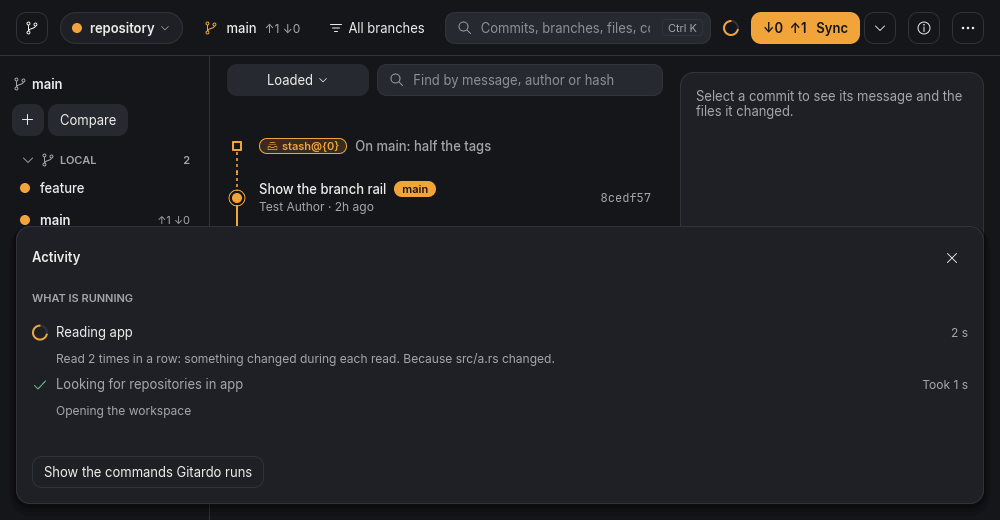 repository
main ↑1 ↓0
All branches
Commits, branches, files, co
Ctrl K
↓0 ↑1 Sync
main
Compare
LOCAL 2
feature
main ↑1 ↓0
Loaded
Find by message, author or hash
stash@{0} On main: half the tags
Show the branch rail main
Test Author · 2h ago
8cedf57
Select a commit to see its message and the
files it changed.
Activity
WHAT IS RUNNING
Reading app 2 s
Read 2 times in a row: something changed during each read. Because src/a.rs changed.
Looking for repositories in app Took 1 s
Opening the workspace
Show the commands Gitardo runs